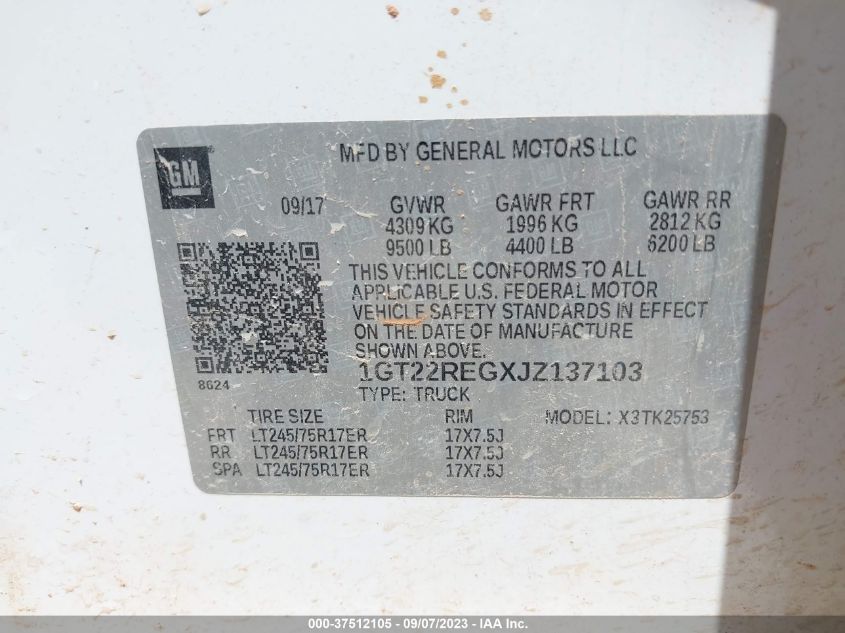 MFD BY GENERAL MOTORS LLC
GM
09/17 GVWR GAWR FRT GAWR RR
4309 KG 1996 KG 2812 KG
9500 LB 4400 LB 6200 LB
THIS VEHICLE CONFORMS TO ALL
APPLICABLE U.S. FEDERAL MOTOR
VEHICLE SAFETY STANDARDS IN EFFECT
ON THE DATE OF MANUFACTURE
SHOWN ABOVE.
8624
1GT22REGXJZ137103
TYPE: TRUCK
TIRE SIZE RIM MODEL: X3TK25753
FRT LT245/75R17ER 17X7.5J
RR LT245/75R17ER 17X7.5J
SPA LT245/75R17ER 17X7.5J
000-37512105 - 09/07/2023 - © IAA Inc.